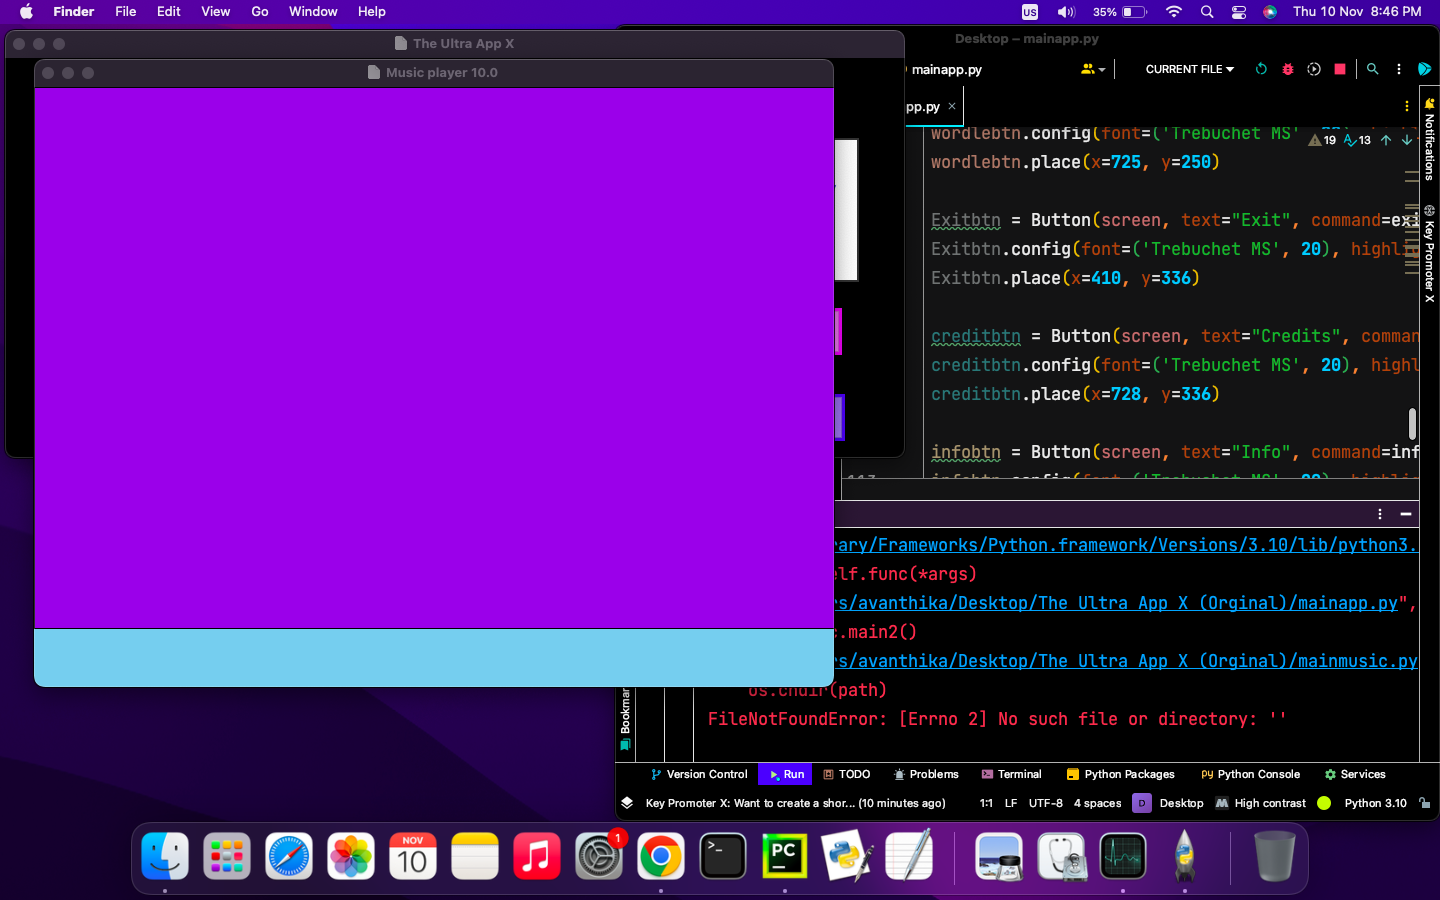 Finder File Edit View Go Window Help
US 35% Thu 10 Nov 8:46 PM
The Ultra App X
Music player 10.0
Desktop – mainapp.py
mainapp.py
CURRENT FILE
pp.py
19 13
wordlebtn.config(font=('Trebuchet MS'
wordlebtn.place(x=725, y=250)
Exitbtn = Button(screen, text="Exit", command=exi
Exitbtn.config(font=('Trebuchet MS', 20), highlig
Exitbtn.place(x=410, y=336)
creditbtn = Button(screen, text="Credits", comman
creditbtn.config(font=('Trebuchet MS', 20), highl
creditbtn.place(x=728, y=336)
infobtn = Button(screen, text="Info", command=inf
Notifications
Key Promoter X
rary/Frameworks/Python.framework/Versions/3.10/lib/python3.
elf.func(*args)
rs/avanthika/Desktop/The Ultra App X (Orginal)/mainapp.py",
c.main2()
rs/avanthika/Desktop/The Ultra App X (Orginal)/mainmusic.py
os.chdir(path)
FileNotFoundError: [Errno 2] No such file or directory: ''
Bookmar
Version Control Run TODO Problems Terminal Python Packages Python Console Services
Key Promoter X: Want to create a shor... (10 minutes ago) 1:1 LF UTF-8 4 spaces D Desktop High contrast Python 3.10
NOV
10
1
>_
PC